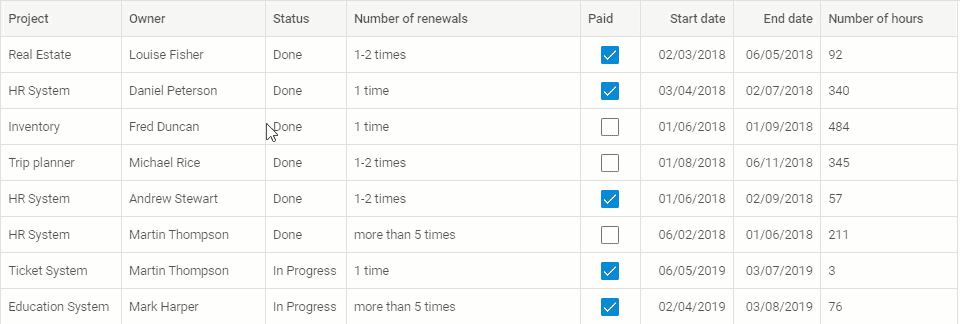 Project Owner Status Number of renewals Paid Start date End date Number of hours
Real Estate Louise Fisher Done 1-2 times 02/03/2018 06/05/2018 92
HR System Daniel Peterson Done 1 time 03/04/2018 02/07/2018 340
Inventory Fred Duncan Done 1 time 01/06/2018 01/09/2018 484
Trip planner Michael Rice Done 1-2 times 01/08/2018 06/11/2018 345
HR System Andrew Stewart Done 1-2 times 01/06/2018 02/09/2018 57
HR System Martin Thompson Done more than 5 times 06/02/2018 01/06/2018 211
Ticket System Martin Thompson In Progress 1 time 06/05/2019 03/07/2019 3
Education System Mark Harper In Progress more than 5 times 02/04/2019 03/08/2019 76